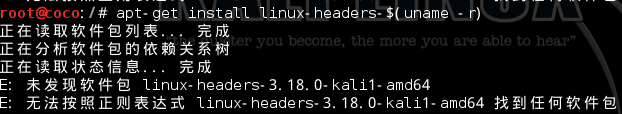 root@coco:/# apt-get install linux-headers-$(uname -r)
正在读取软件包列表... 完成
正在分析软件包的依赖关系树
正在读取状态信息... 完成
E: 未发现软件包 linux-headers-3.18.0-kali1-amd64
E: 无法按照正则表达式 linux-headers-3.18.0-kali1-amd64 找到任何软件包
you become, the more you are able to hear"